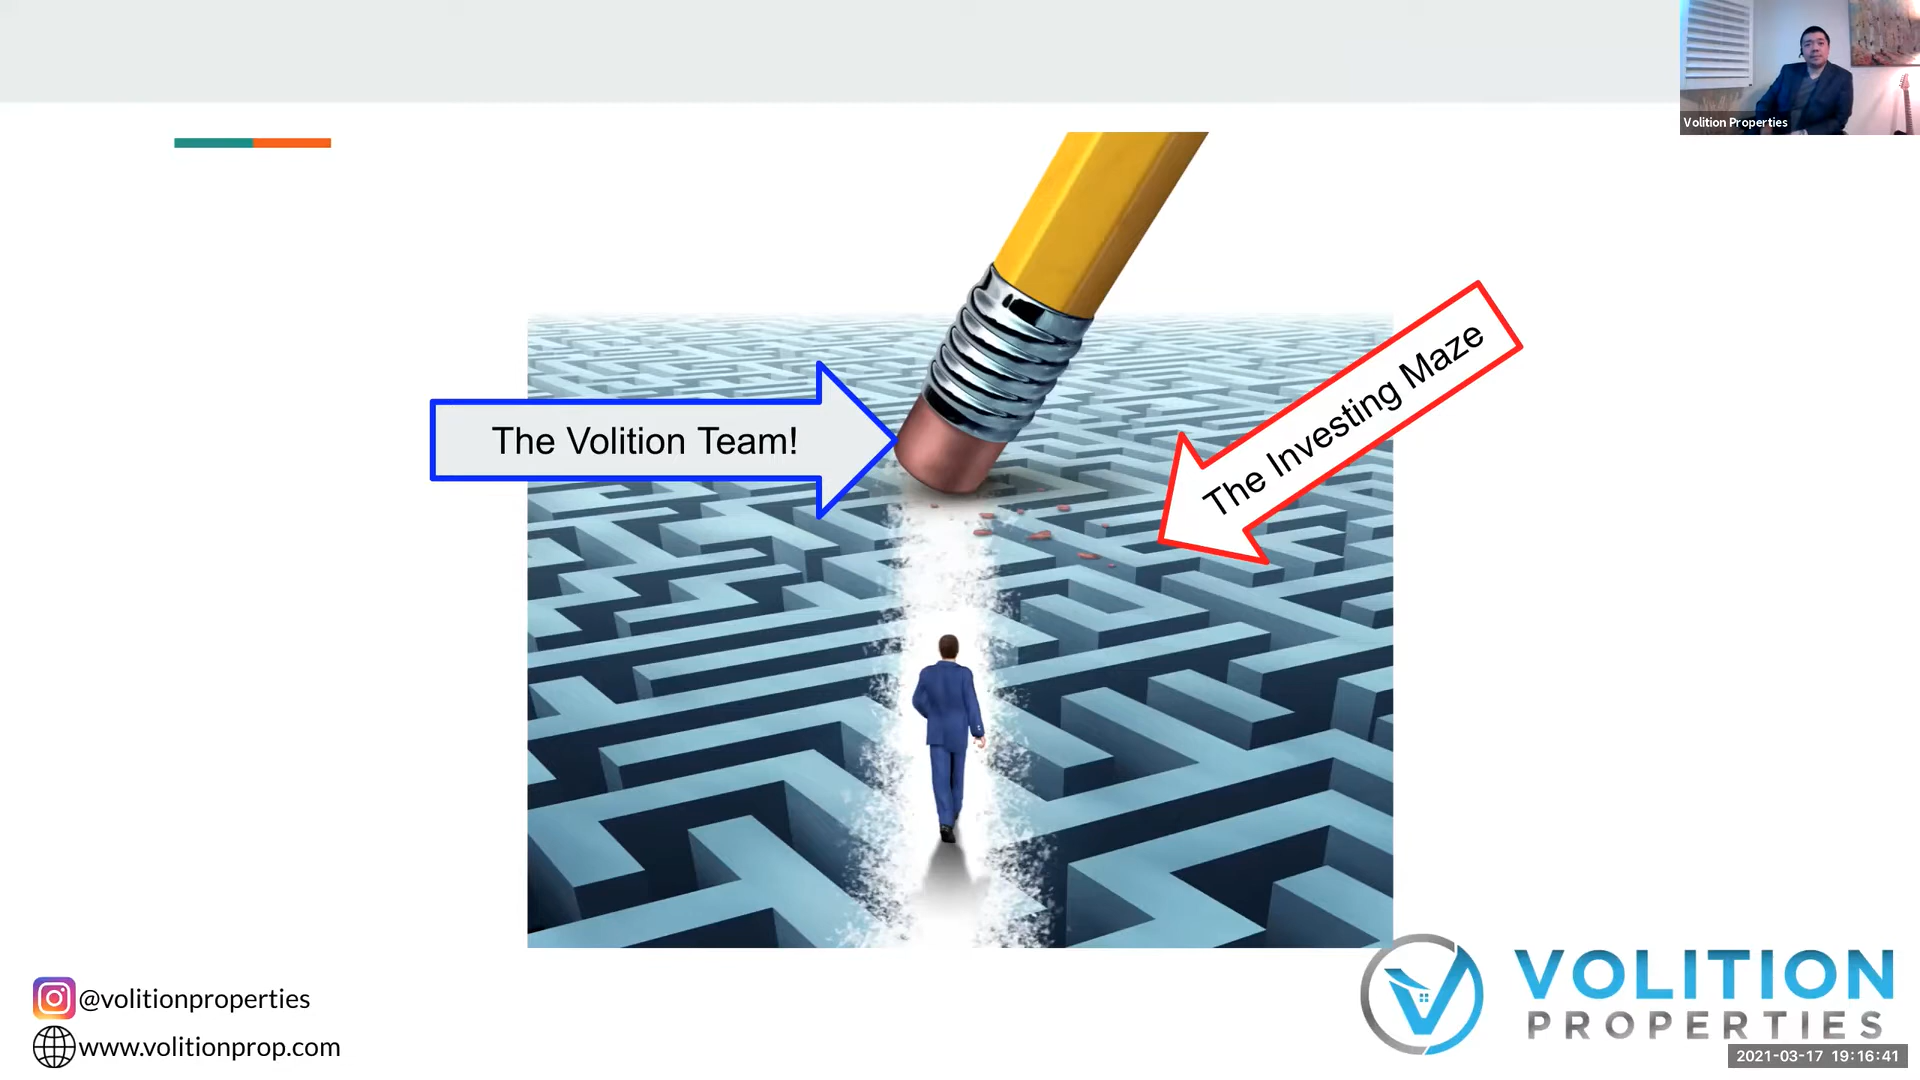 Volition Properties
The Volition Team!
The Investing Maze
@volitionproperties
www.volitionprop.com
VOLITION
PROPERTIES
2021-03-17 19:16:41